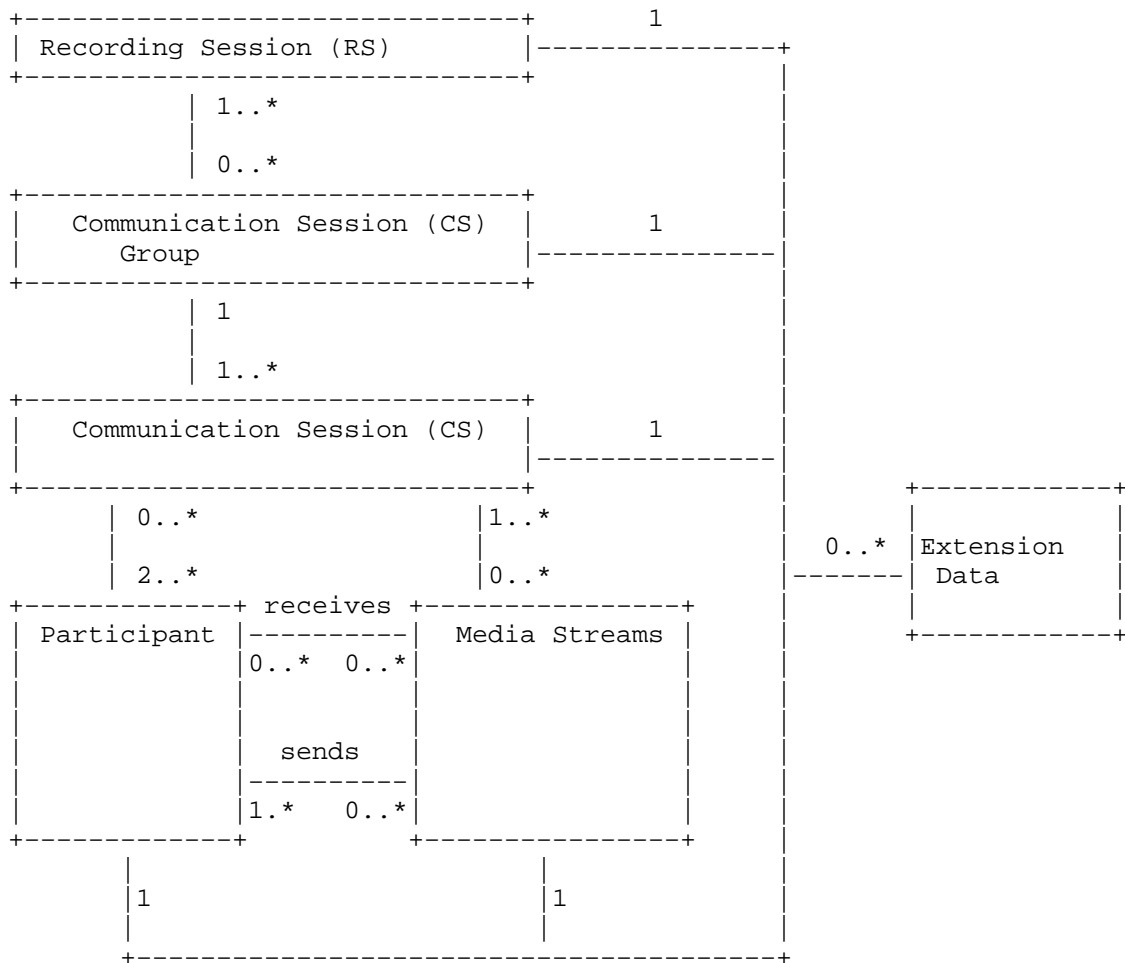 1
Recording Session (RS)
1..*
0..*
Communication Session (CS) 1
Group
1
1..*
Communication Session (CS) 1
0..* 1..*
0..* Extension
2..* 0..* Data
receives
Participant Media Streams
0..* 0..*
sends
1.* 0..*
1 1